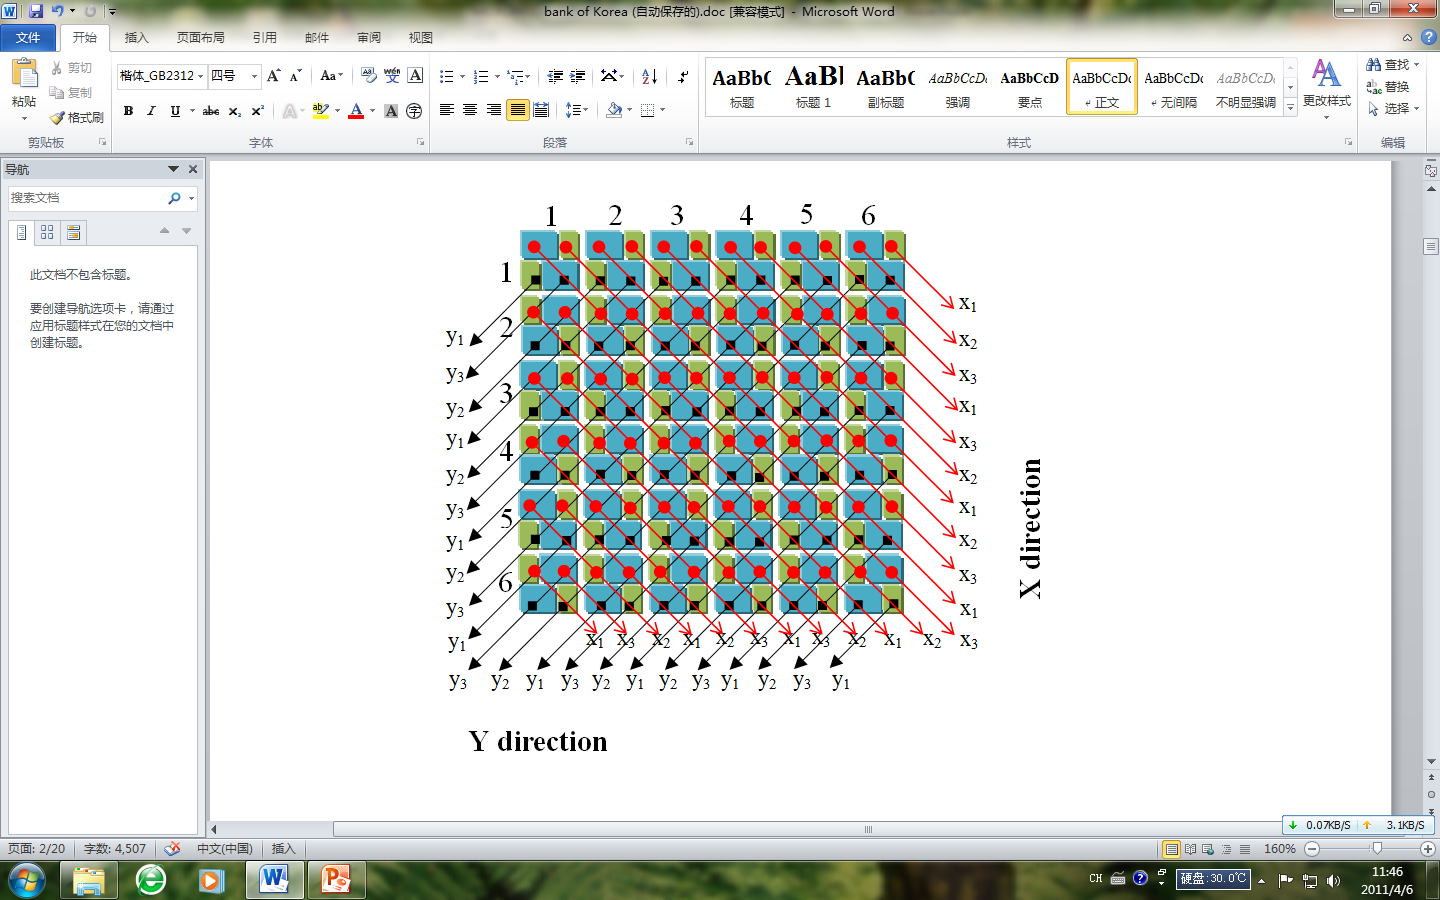 bank of Korea (自动保存的).doc [兼容模式] - Microsoft Word
文件 开始 插入 页面布局 引用 邮件 审阅 视图
粘贴
剪切
复制
格式刷
剪贴板
楷体_GB2312 四号
字体
段落
AaBbC 标题
AaBl 标题 1
AaBbC 副标题
AaBbCcDc 强调
AaBbCcD 要点
AaBbCcDc 正文
AaBbCcDc 无间隔
AaBbCcDc 不明显强调
更改样式
样式
查找
替换
选择
编辑
导航
搜索文档
此文档不包含标题。
要创建导航选项卡，请通过
应用标题样式在您的文档中
创建标题。
1 2 3 4 5 6
1
2
3
4
5
6
y1
y3
y2
y1
y2
y3
y1
y2
y3
y1
x1
x2
x3
x1
x3
x2
x1
x2
x3
x1
x1 x3 x2 x1 x2 x3 x1 x3 x2 x1 x2 x3
y3 y2 y1 y3 y2 y1 y2 y3 y1 y2 y3 y1
X direction
Y direction
0.07KB/S 3.1KB/S
页面: 2/20 字数: 4,507 中文(中国) 插入 160%
CH 硬盘:30.0℃ 11:46
2011/4/6